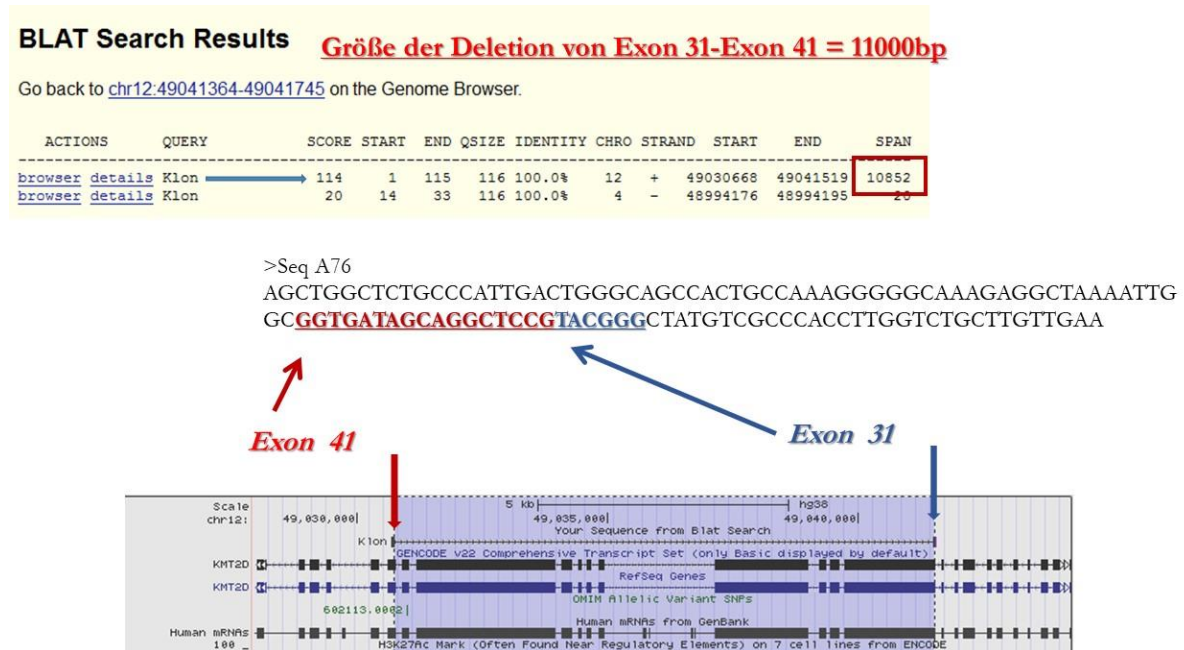 BLAT Search Results
Größe der Deletion von Exon 31-Exon 41 = 11000bp
Go back to chr12:49041364-49041745 on the Genome Browser.
ACTIONS QUERY SCORE START END QSIZE IDENTITY CHRO STRAND START END SPAN
browser details Klon 114 1 115 116 100.0% 12 + 49030668 49041519 10852
browser details Klon 20 14 33 116 100.0% 4 - 48994176 48994195 20
>Seq A76
AGCTGGCTCTGCCCATTGACTGGGCAGCCACTGCCAAAGGGGGCAAAGAGGCTAAAATTG
GCGGTGATAGCAGGCTCCGTACGGGCTATGTCGCCCACCTTGGTCTGCTTGTTGAA
Exon 41
Exon 31
Scale 5 kb hg38
chr12: 49,030,000 49,035,000 49,040,000
Your Sequence from Blat Search
Klon
GENCODE v22 Comprehensive Transcript Set (only Basic displayed by default)
KMT2D
RefSeq Genes
KMT2D
OMIM Allelic Variant SNPs
602113.0002
Human mRNAs from GenBank
Human mRNAs
100 _ H3K27Ac Mark (Often Found Near Regulatory Elements) on 7 cell lines from ENCODE